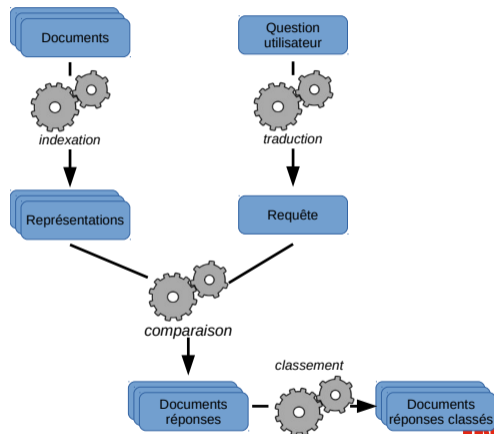 Documents
Question
utilisateur
indexation
traduction
Représentations
Requête
comparaison
classement
Documents
réponses
Documents
réponses classés